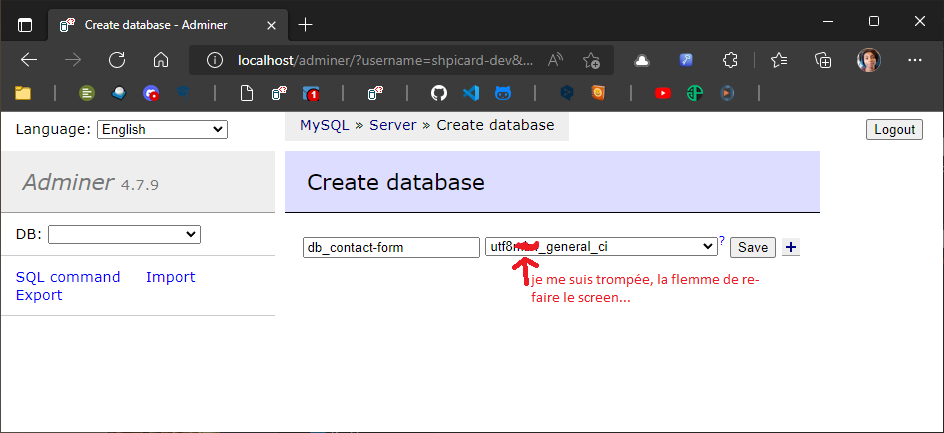 Create database - Adminer
localhost/adminer/?username=shpicard-dev&...
Language: English
MySQL » Server » Create database
Logout
Adminer 4.7.9
Create database
DB:
db_contact-form
utf8 _general_ci
?
Save
+
SQL command Import
Export
je me suis trompée, la flemme de re-
faire le screen...